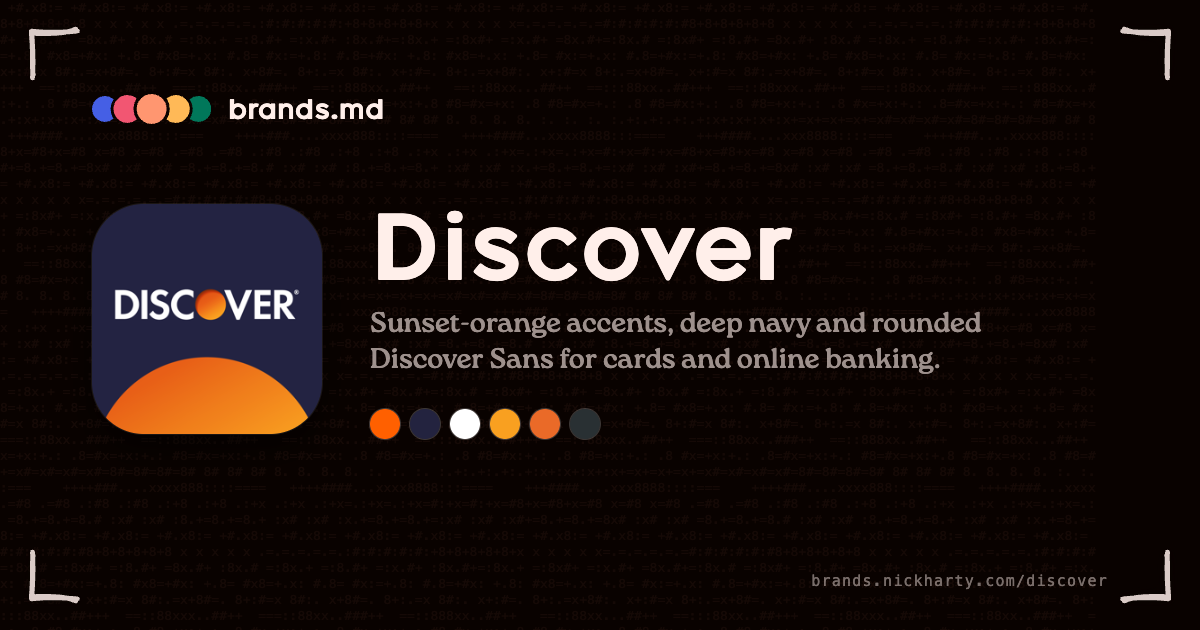 brands.md
DISCOVER®
Discover
Sunset-orange accents, deep navy and rounded
Discover Sans for cards and online banking.
brands.nickharty.com/discover